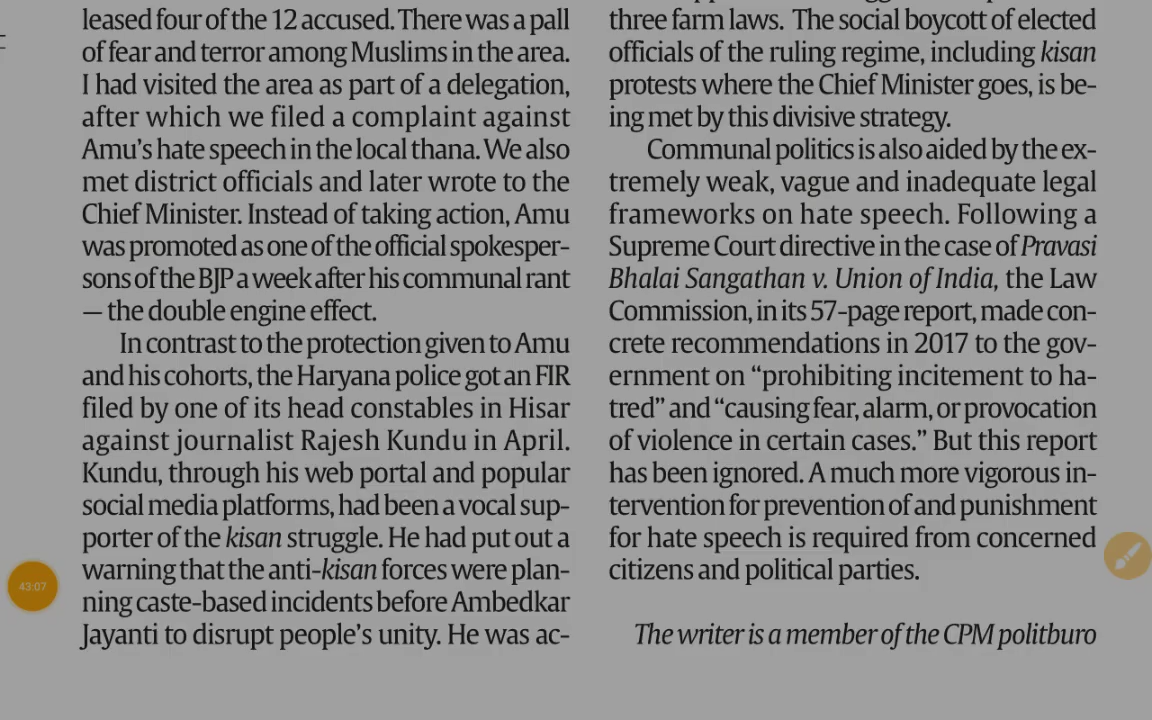 leased four of the 12 accused. There was a pall
of fear and terror among Muslims in the area.
I had visited the area as part of a delegation,
after which we filed a complaint against
Amu's hate speech in the local thana. We also
met district officials and later wrote to the
Chief Minister. Instead of taking action, Amu
was promoted as one of the official spokesper-
sons of the BJP a week after his communal rant
— the double engine effect.
In contrast to the protection given to Amu
and his cohorts, the Haryana police got an FIR
filed by one of its head constables in Hisar
against journalist Rajesh Kundu in April.
Kundu, through his web portal and popular
social media platforms, had been a vocal sup-
porter of the kisan struggle. He had put out a
warning that the anti-kisan forces were plan-
ning caste-based incidents before Ambedkar
Jayanti to disrupt people's unity. He was ac-
three farm laws. The social boycott of elected
officials of the ruling regime, including kisan
protests where the Chief Minister goes, is be-
ing met by this divisive strategy.
Communal politics is also aided by the ex-
tremely weak, vague and inadequate legal
frameworks on hate speech. Following a
Supreme Court directive in the case of Pravasi
Bhalai Sangathan v. Union of India, the Law
Commission, in its 57-page report, made con-
crete recommendations in 2017 to the gov-
ernment on “prohibiting incitement to ha-
tred” and “causing fear, alarm, or provocation
of violence in certain cases.” But this report
has been ignored. A much more vigorous in-
tervention for prevention of and punishment
for hate speech is required from concerned
citizens and political parties.
The writer is a member of the CPM politburo
43:07